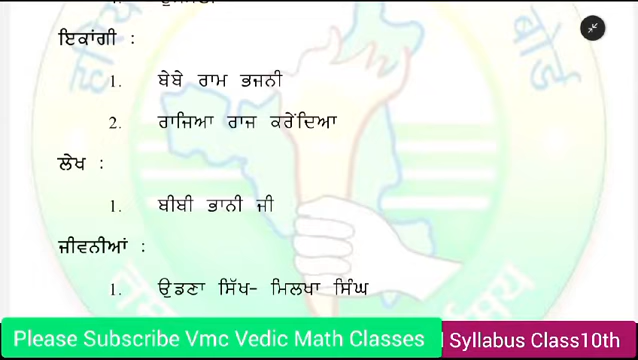 ਇਕਾਂਗੀ :
1. ਬੇਬੇ ਰਾਮ ਭਜਨੀ
2. ਰਾਜਿਆ ਰਾਜ ਕਰੇਂਦਿਆ
ਲੇਖ :
1. ਬੀਬੀ ਭਾਨੀ ਜੀ
ਜੀਵਨੀਆਂ :
1. ਉਡਣਾ ਸਿੱਖ- ਮਿਲਖਾ ਸਿੰਘ
Please Subscribe Vmc Vedic Math Classes
Syllabus Class10th